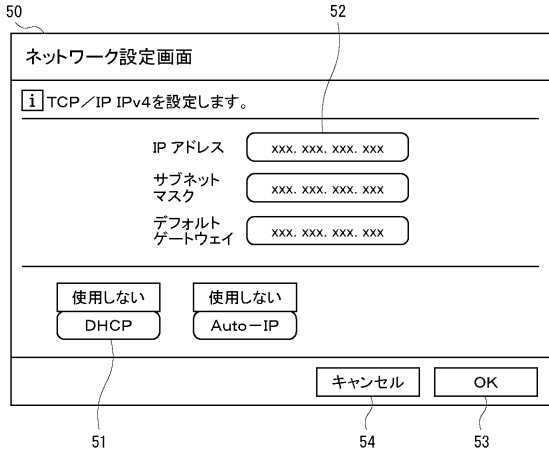 50
52
ネットワーク設定画面
i TCP／IP IPv4を設定します。
IP アドレス xxx. xxx. xxx. xxx
サブネット
マスク xxx. xxx. xxx. xxx
デフォルト
ゲートウェイ xxx. xxx. xxx. xxx
使用しない 使用しない
DHCP Auto－IP
キャンセル OK
51 54 53